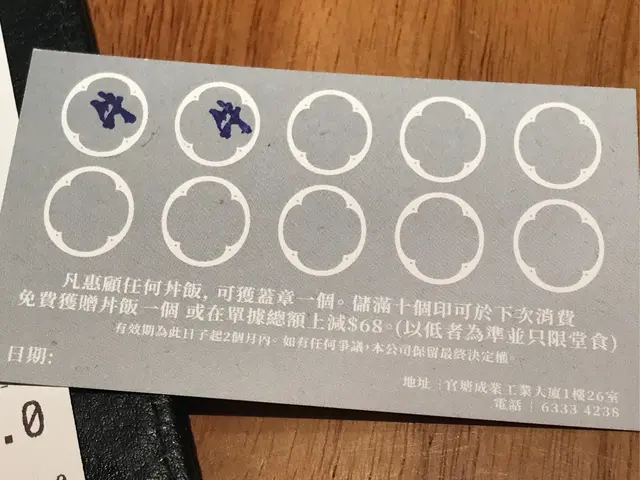 牛 牛
凡惠顧任何丼飯, 可獲蓋章一個。儲滿十個印可於下次消費
免費獲贈丼飯一個 或在單據總額上減$68。(以低者為準並只限堂食)
有效期為此日子起2個月內。如有任何爭議,本公司保留最終決定權。
日期:
地址 | 官塘成業工業大廈1樓26室
電話 | 6333 4238
.0